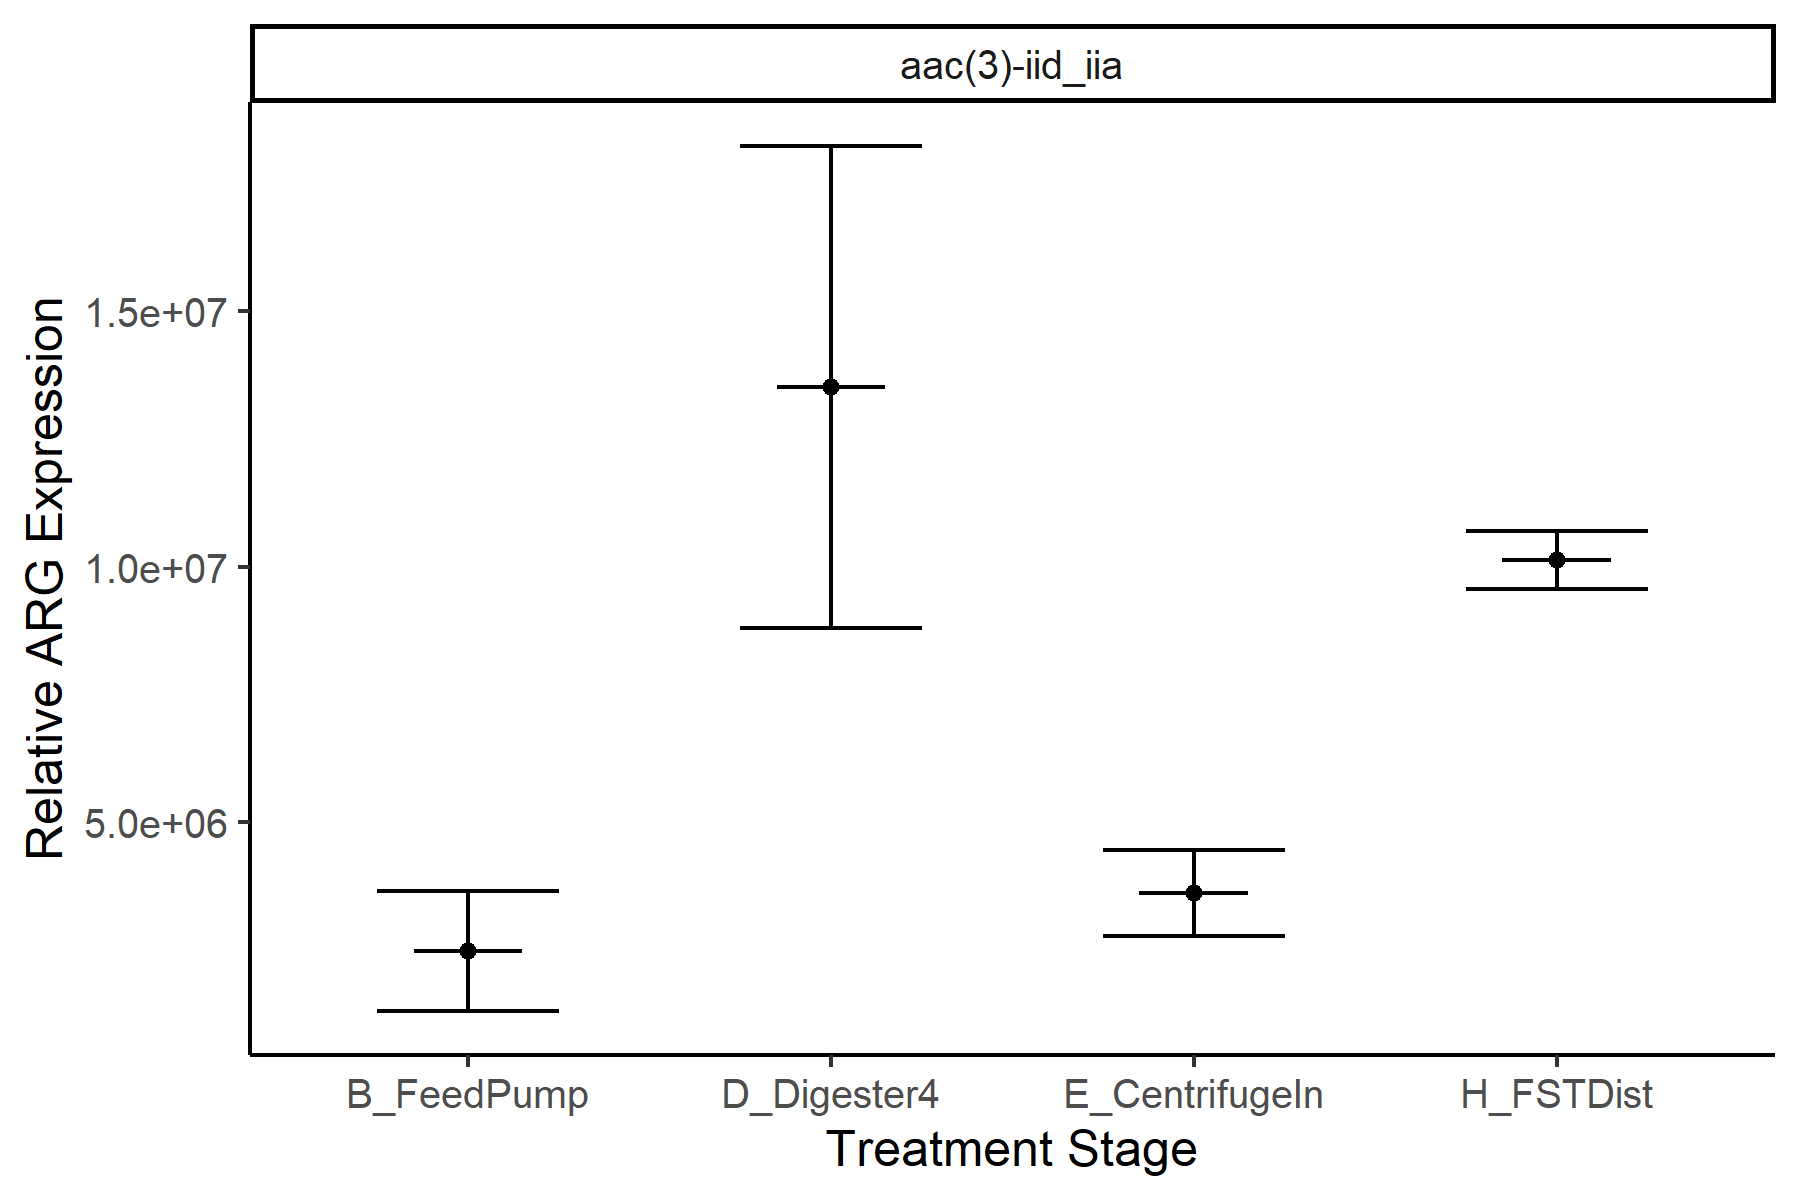 aac(3)-iid_iia
Relative ARG Expression
1.5e+07
1.0e+07
5.0e+06
B_FeedPump
D_Digester4
E_CentrifugeIn
H_FSTDist
Treatment Stage